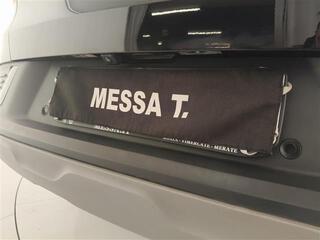 MESSA T.
VIMERCATE - MERATE